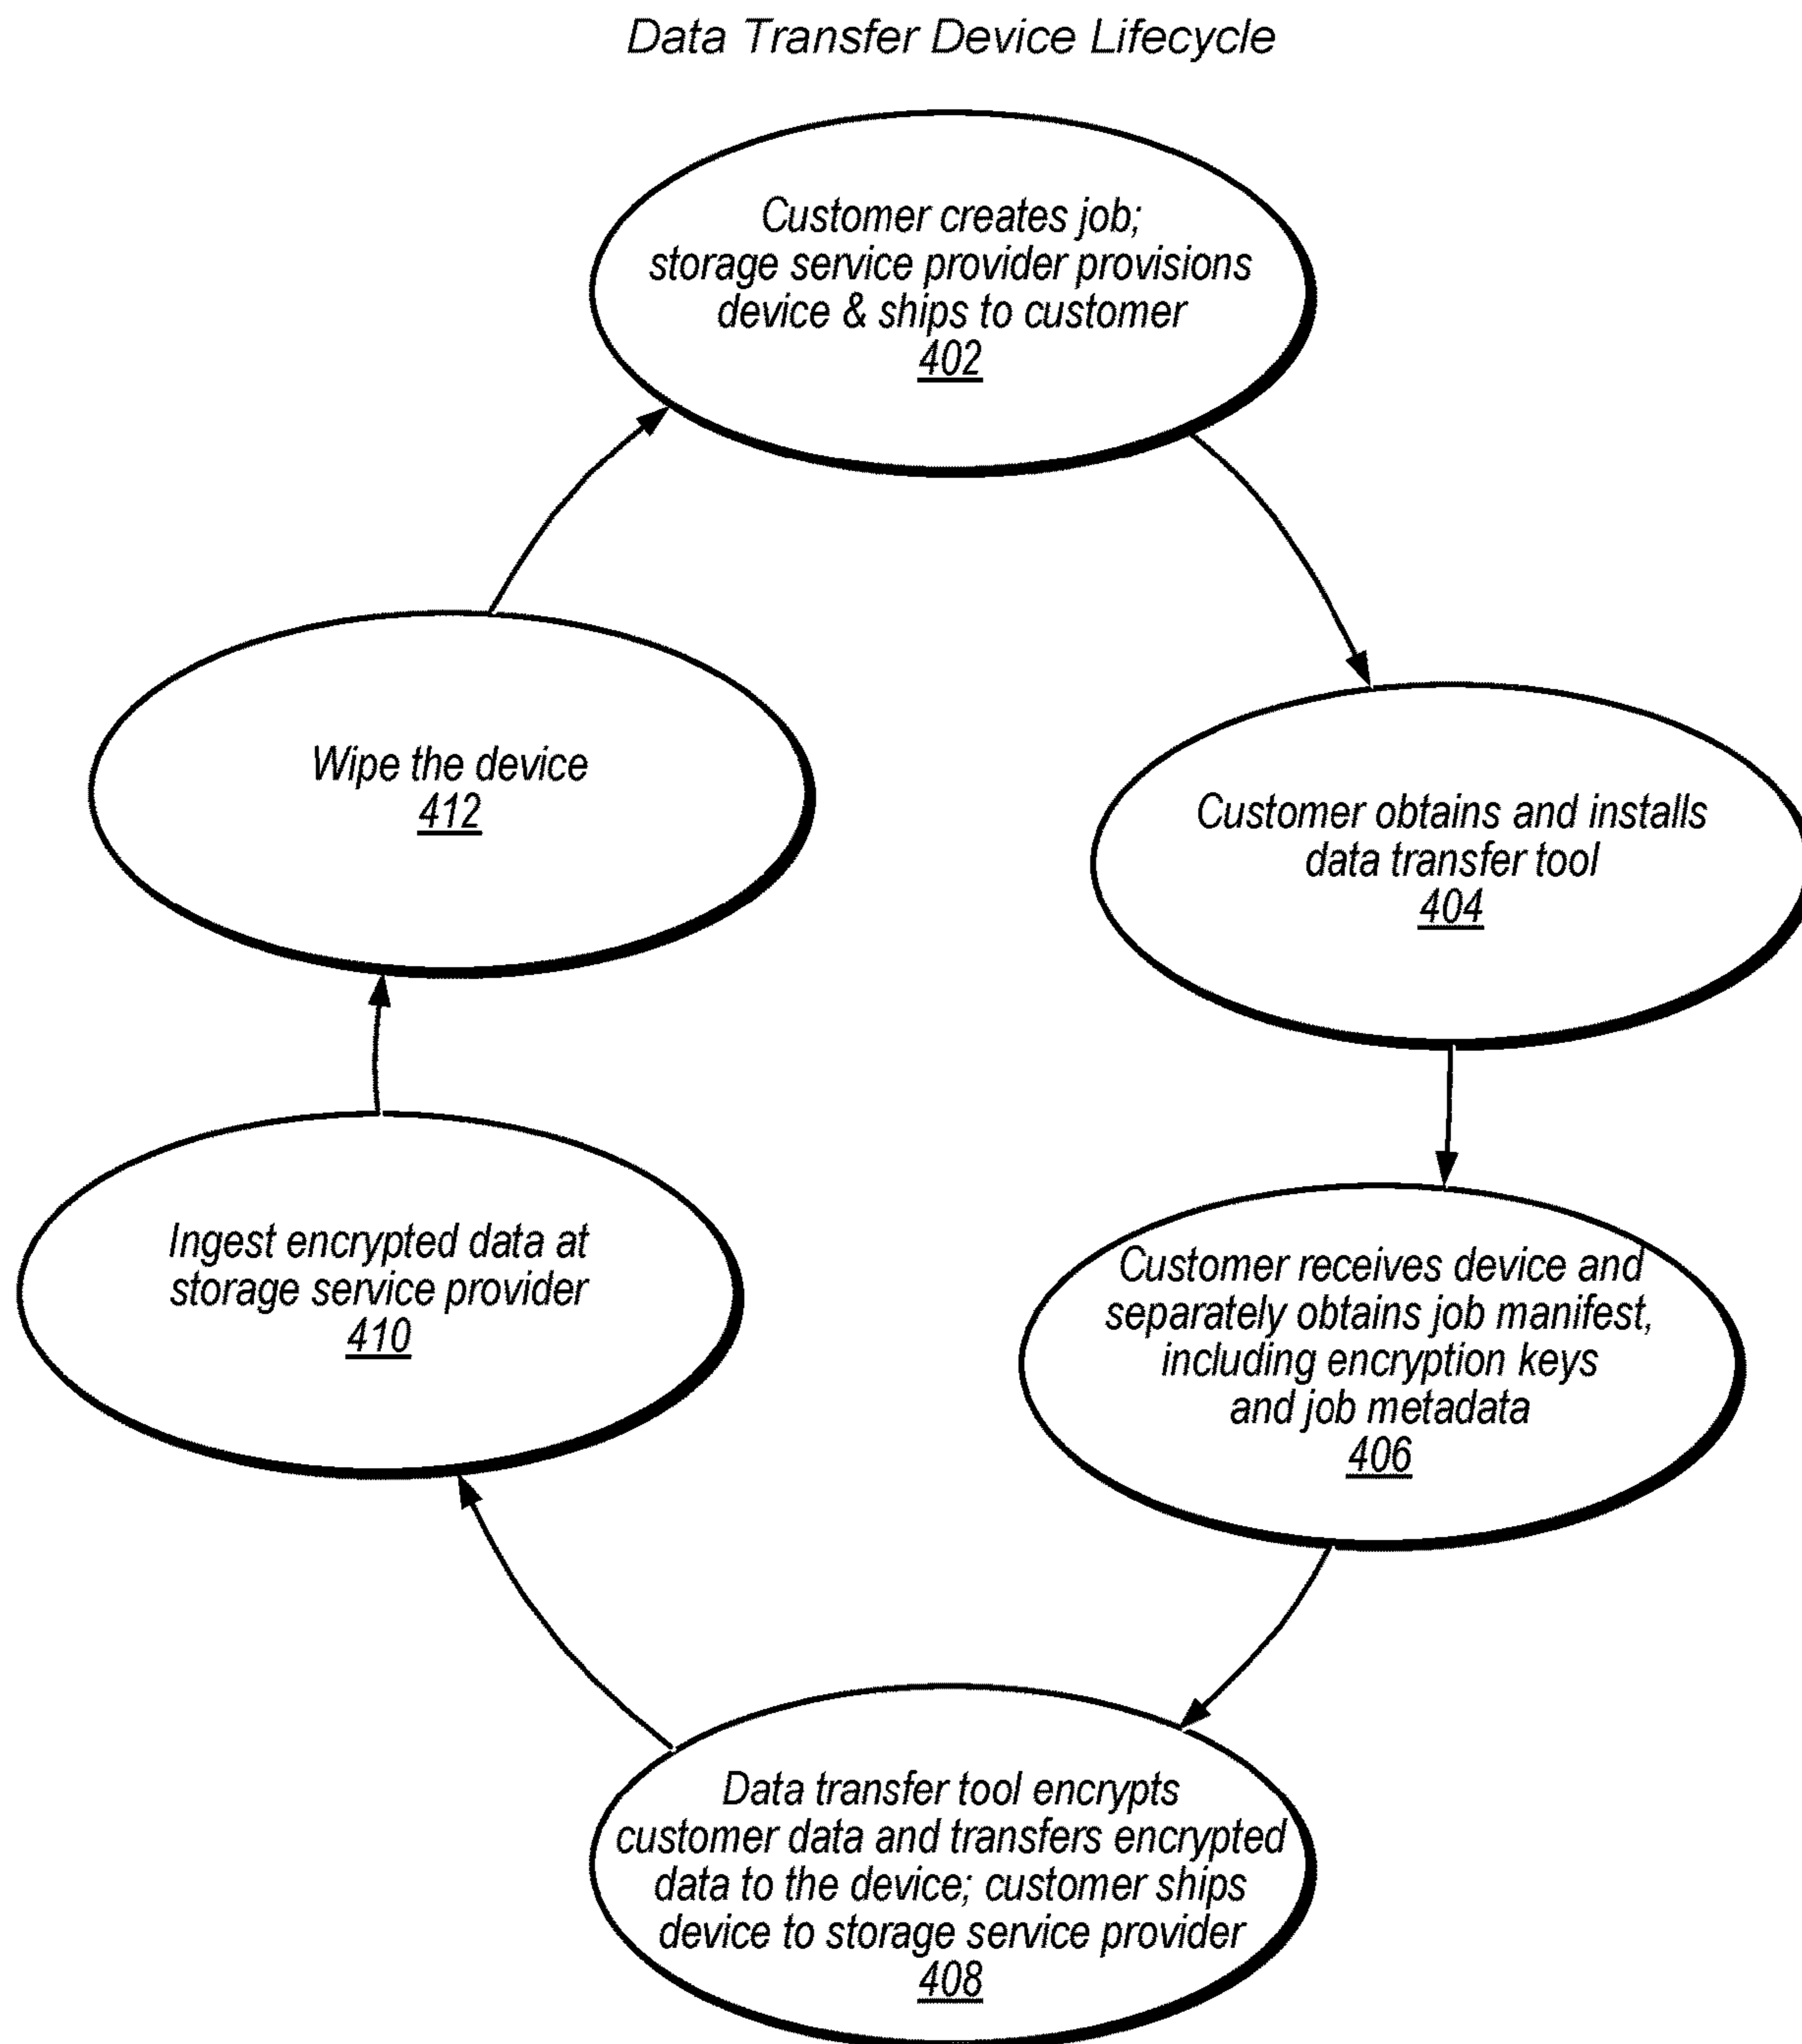 Data Transfer Device Lifecycle
Customer creates job;
storage service provider provisions
device & ships to customer
402
Customer obtains and installs
data transfer tool
404
Customer receives device and
separately obtains job manifest,
including encryption keys
and job metadata
406
Data transfer tool encrypts
customer data and transfers encrypted
data to the device; customer ships
device to storage service provider
408
Ingest encrypted data at
storage service provider
410
Wipe the device
412